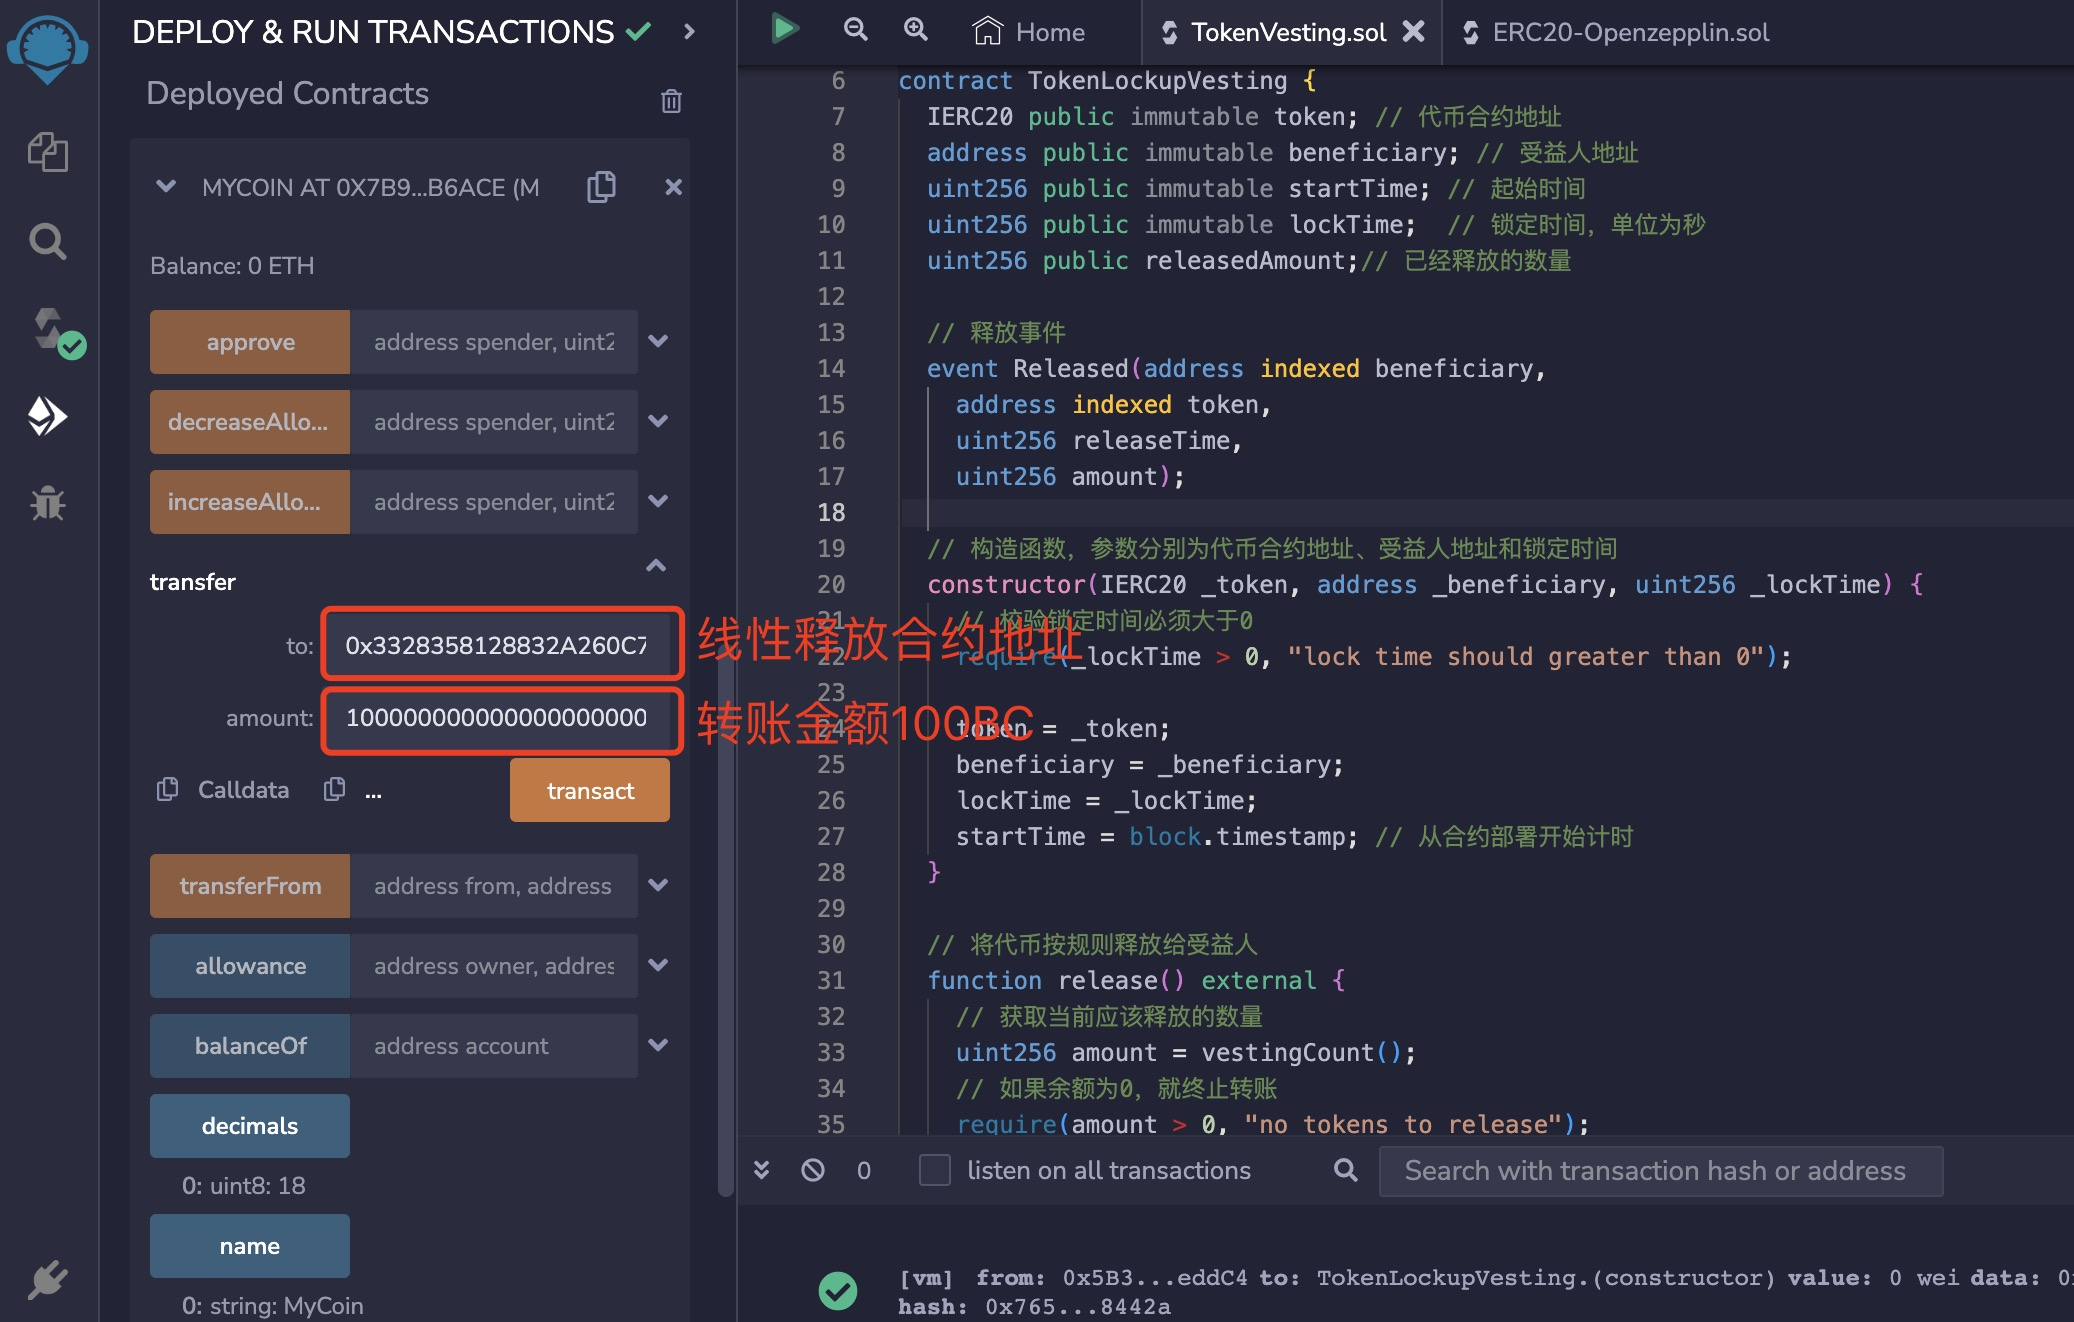 DEPLOY & RUN TRANSACTIONS
Deployed Contracts
MYCOIN AT 0X7B9...B6ACE (M
Balance: 0 ETH
approve address spender, uint2
decreaseAllo... address spender, uint2
increaseAllo... address spender, uint2
transfer
to: 0x3328358128832A260C7
线性释放合约地址
amount: 100000000000000000000
转账金额100BC
Calldata ... transact
transferFrom address from, address
allowance address owner, addres
balanceOf address account
decimals
0: uint8: 18
name
0: string: MyCoin
Home TokenVesting.sol ERC20-Openzepplin.sol
6 contract TokenLockupVesting {
7 IERC20 public immutable token; // 代币合约地址
8 address public immutable beneficiary; // 受益人地址
9 uint256 public immutable startTime; // 起始时间
10 uint256 public immutable lockTime; // 锁定时间，单位为秒
11 uint256 public releasedAmount;// 已经释放的数量
12
13 // 释放事件
14 event Released(address indexed beneficiary,
15 address indexed token,
16 uint256 releaseTime,
17 uint256 amount);
18
19 // 构造函数，参数分别为代币合约地址、受益人地址和锁定时间
20 constructor(IERC20 _token, address _beneficiary, uint256 _lockTime) {
21 // 校验锁定时间必须大于0
22 require(_lockTime > 0, "lock time should greater than 0");
23
24 token = _token;
25 beneficiary = _beneficiary;
26 lockTime = _lockTime;
27 startTime = block.timestamp; // 从合约部署开始计时
28 }
29
30 // 将代币按规则释放给受益人
31 function release() external {
32 // 获取当前应该释放的数量
33 uint256 amount = vestingCount();
34 // 如果余额为0，就终止转账
35 require(amount > 0, "no tokens to release");
0 listen on all transactions Search with transaction hash or address
[vm] from: 0x5B3...eddC4 to: TokenLockupVesting.(constructor) value: 0 wei data: 0
hash: 0x765...8442a